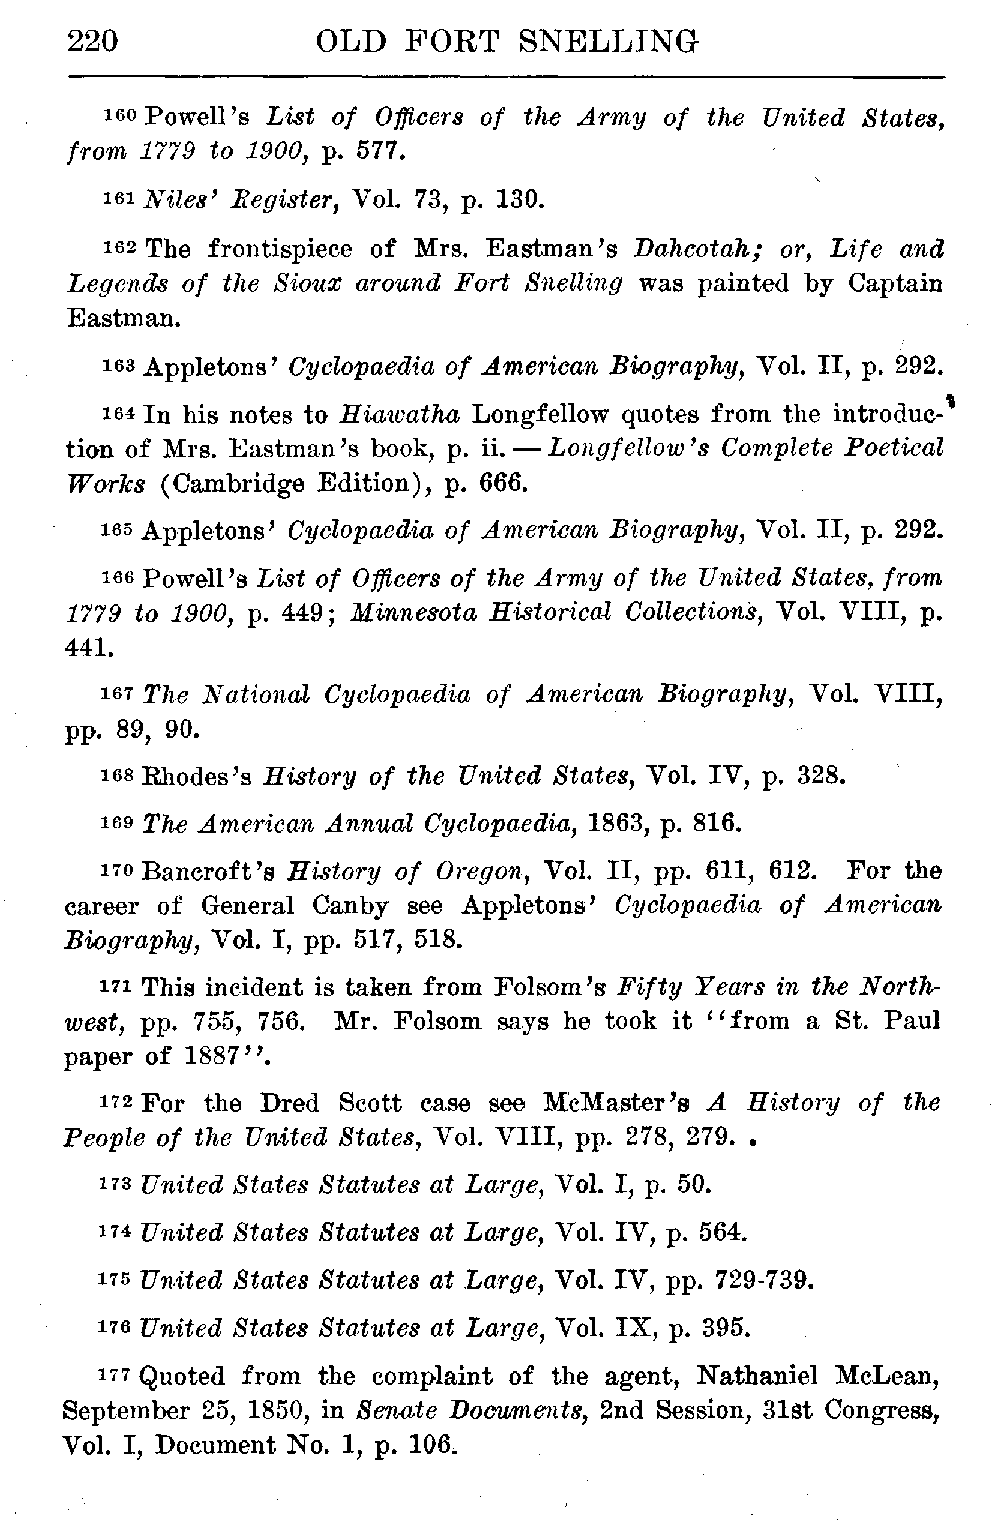 220 OLD FORT SNELLING
160 Powell's List of Officers of the Army of the United States,
from 1779 to 1900, p. 577.
161 Niles' Register, Vol. 73, p. 130.
162 The frontispiece of Mrs. Eastman's Dahcotah; or, Life and
Legends of the Sioux around Fort Snelling was painted by Captain
Eastman.
163 Appletons' Cyclopaedia of American Biography, Vol. II, p. 292.
164 In his notes to Hiawatha Longfellow quotes from the introduc-
tion of Mrs. Eastman's book, p. ii. — Longfellow's Complete Poetical
Works (Cambridge Edition), p. 666.
165 Appletons' Cyclopaedia of American Biography, Vol. II, p. 292.
166 Powell's List of Officers of the Army of the United States, from
1779 to 1900, p. 449; Minnesota Historical Collections, Vol. VIII, p.
441.
167 The National Cyclopaedia of American Biography, Vol. VIII,
pp. 89, 90.
168 Rhodes's History of the United States, Vol. IV, p. 328.
169 The American Annual Cyclopaedia, 1863, p. 816.
170 Bancroft's History of Oregon, Vol. II, pp. 611, 612. For the
career of General Canby see Appletons' Cyclopaedia of American
Biography, Vol. I, pp. 517, 518.
171 This incident is taken from Folsom's Fifty Years in the North-
west, pp. 755, 756. Mr. Folsom says he took it "from a St. Paul
paper of 1887".
172 For the Dred Scott case see McMaster's A History of the
People of the United States, Vol. VIII, pp. 278, 279.
173 United States Statutes at Large, Vol. I, p. 50.
174 United States Statutes at Large, Vol. IV, p. 564.
175 United States Statutes at Large, Vol. IV, pp. 729-739.
176 United States Statutes at Large, Vol. IX, p. 395.
177 Quoted from the complaint of the agent, Nathaniel McLean,
September 25, 1850, in Senate Documents, 2nd Session, 31st Congress,
Vol. I, Document No. 1, p. 106.